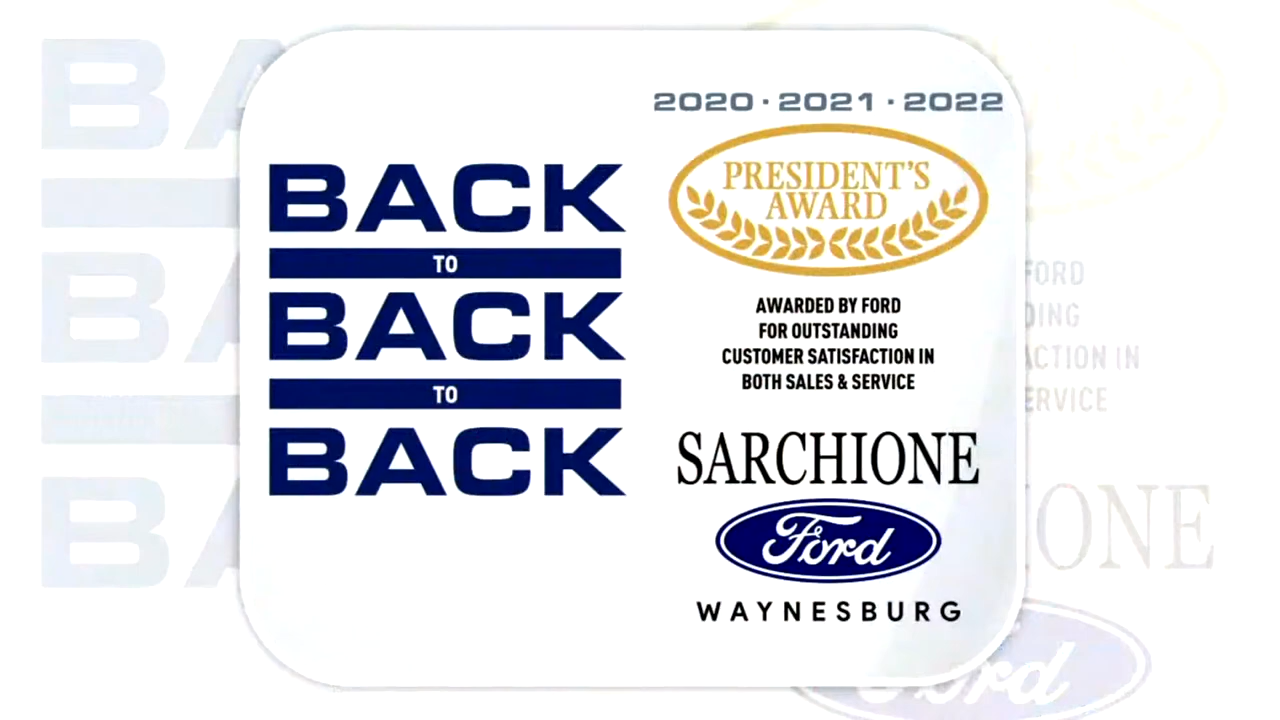 BACK
TO
BACK
TO
BACK
2020 · 2021 · 2022
PRESIDENT'S
AWARD
AWARDED BY FORD
FOR OUTSTANDING
CUSTOMER SATISFACTION IN
BOTH SALES & SERVICE
SARCHIONE
Ford
WAYNESBURG